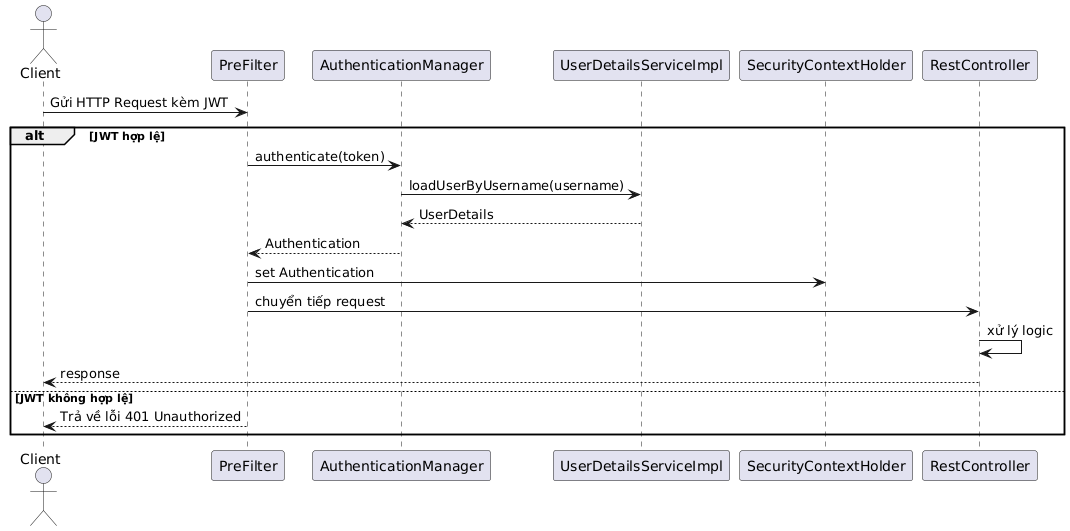 Client
PreFilter
AuthenticationManager
UserDetailsServiceImpl
SecurityContextHolder
RestController
Gửi HTTP Request kèm JWT
alt
[JWT hợp lệ]
authenticate(token)
loadUserByUsername(username)
UserDetails
Authentication
set Authentication
chuyển tiếp request
xử lý logic
response
[JWT không hợp lệ]
Trả về lỗi 401 Unauthorized
Client
PreFilter
AuthenticationManager
UserDetailsServiceImpl
SecurityContextHolder
RestController